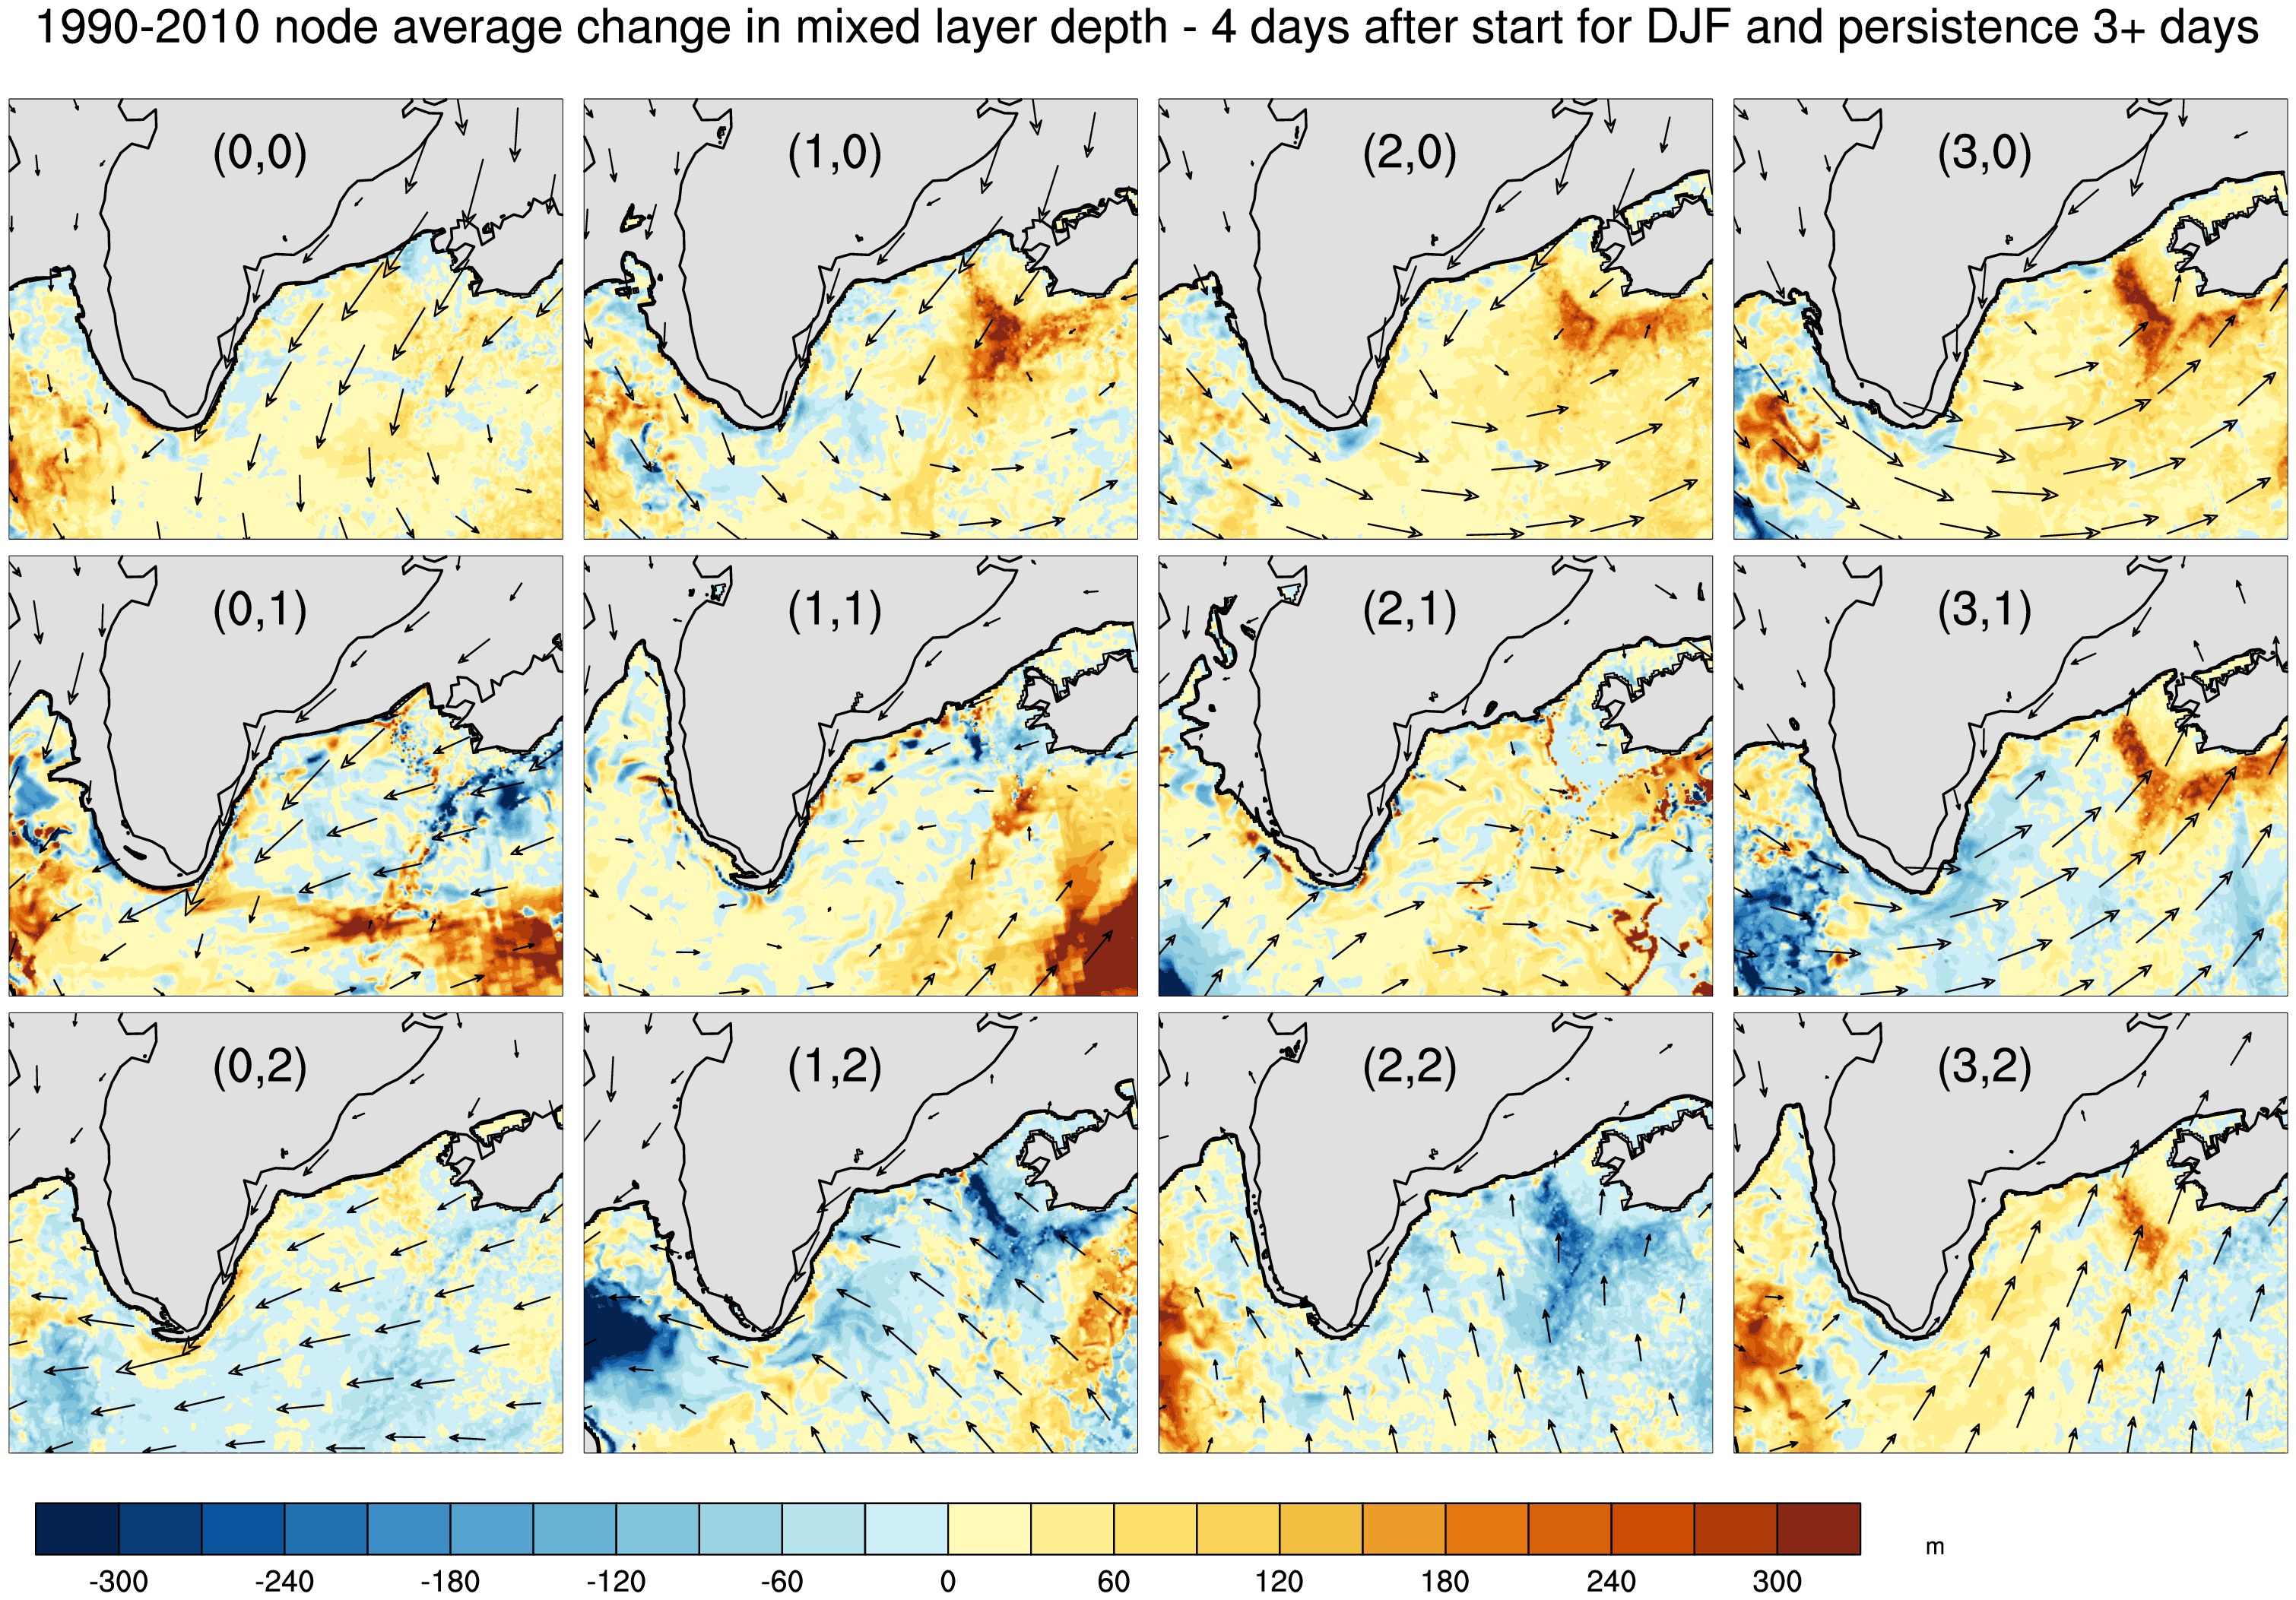 1990-2010 node average change in mixed layer depth - 4 days after start for DJF and persistence 3+ days
(0,0) (1,0) (2,0) (3,0)
(0,1) (1,1) (2,1) (3,1)
(0,2) (1,2) (2,2) (3,2)
m
-300 -240 -180 -120 -60 0 60 120 180 240 300